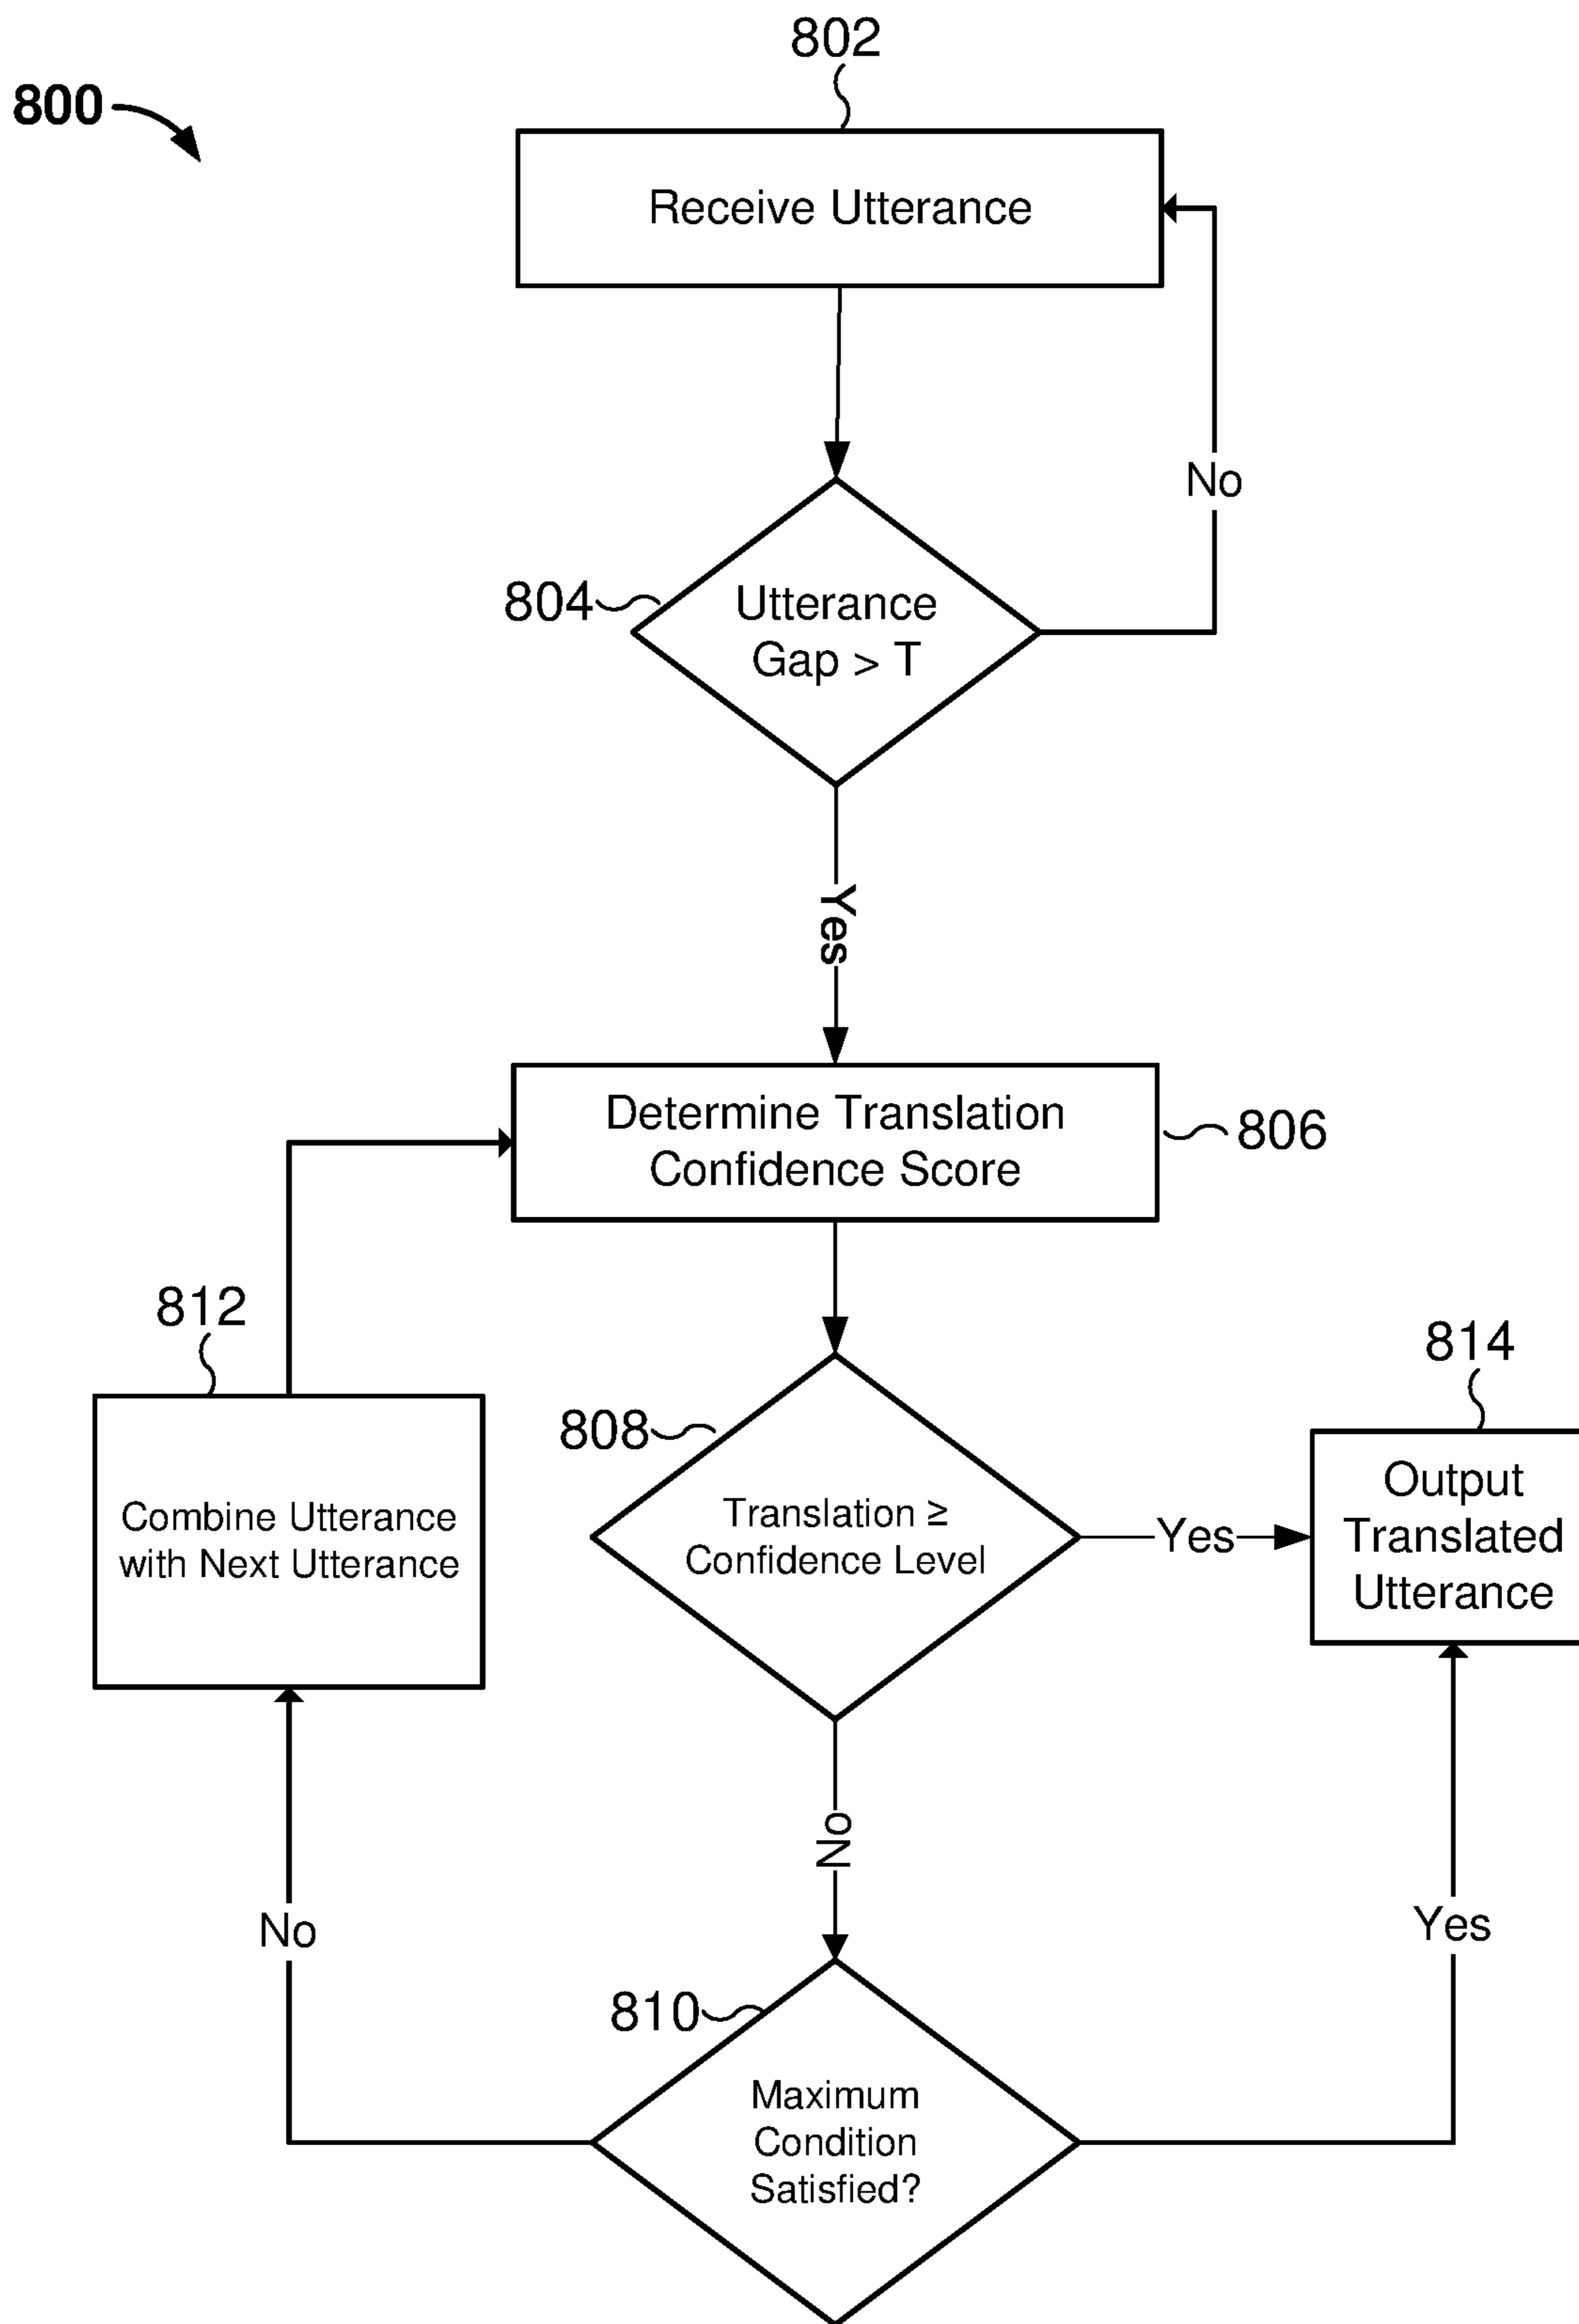 802
800
Receive Utterance
No
804
Utterance
Gap > T
Yes
Determine Translation
Confidence Score
806
812
814
808
Output
Translated
Utterance
Combine Utterance
with Next Utterance
Translation ≥
Confidence Level
Yes
No
No
Yes
810
Maximum
Condition
Satisfied?